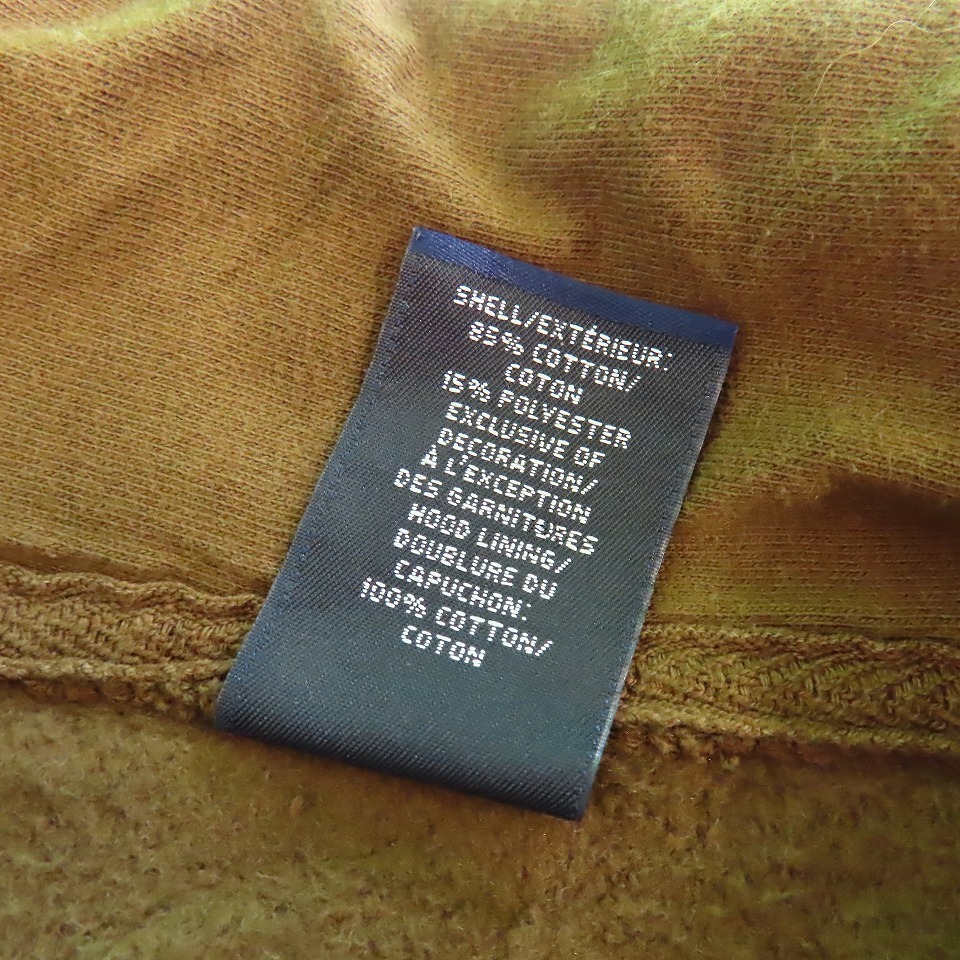 SHELL/EXTÉRIEUR:
85% COTTON/
COTON
15% POLYESTER
EXCLUSIVE OF
DECORATION/
À L'EXCEPTION
DES GARNITURES
HOOD LINING/
DOUBLURE DU
CAPUCHON:
100% COTTON/
COTON